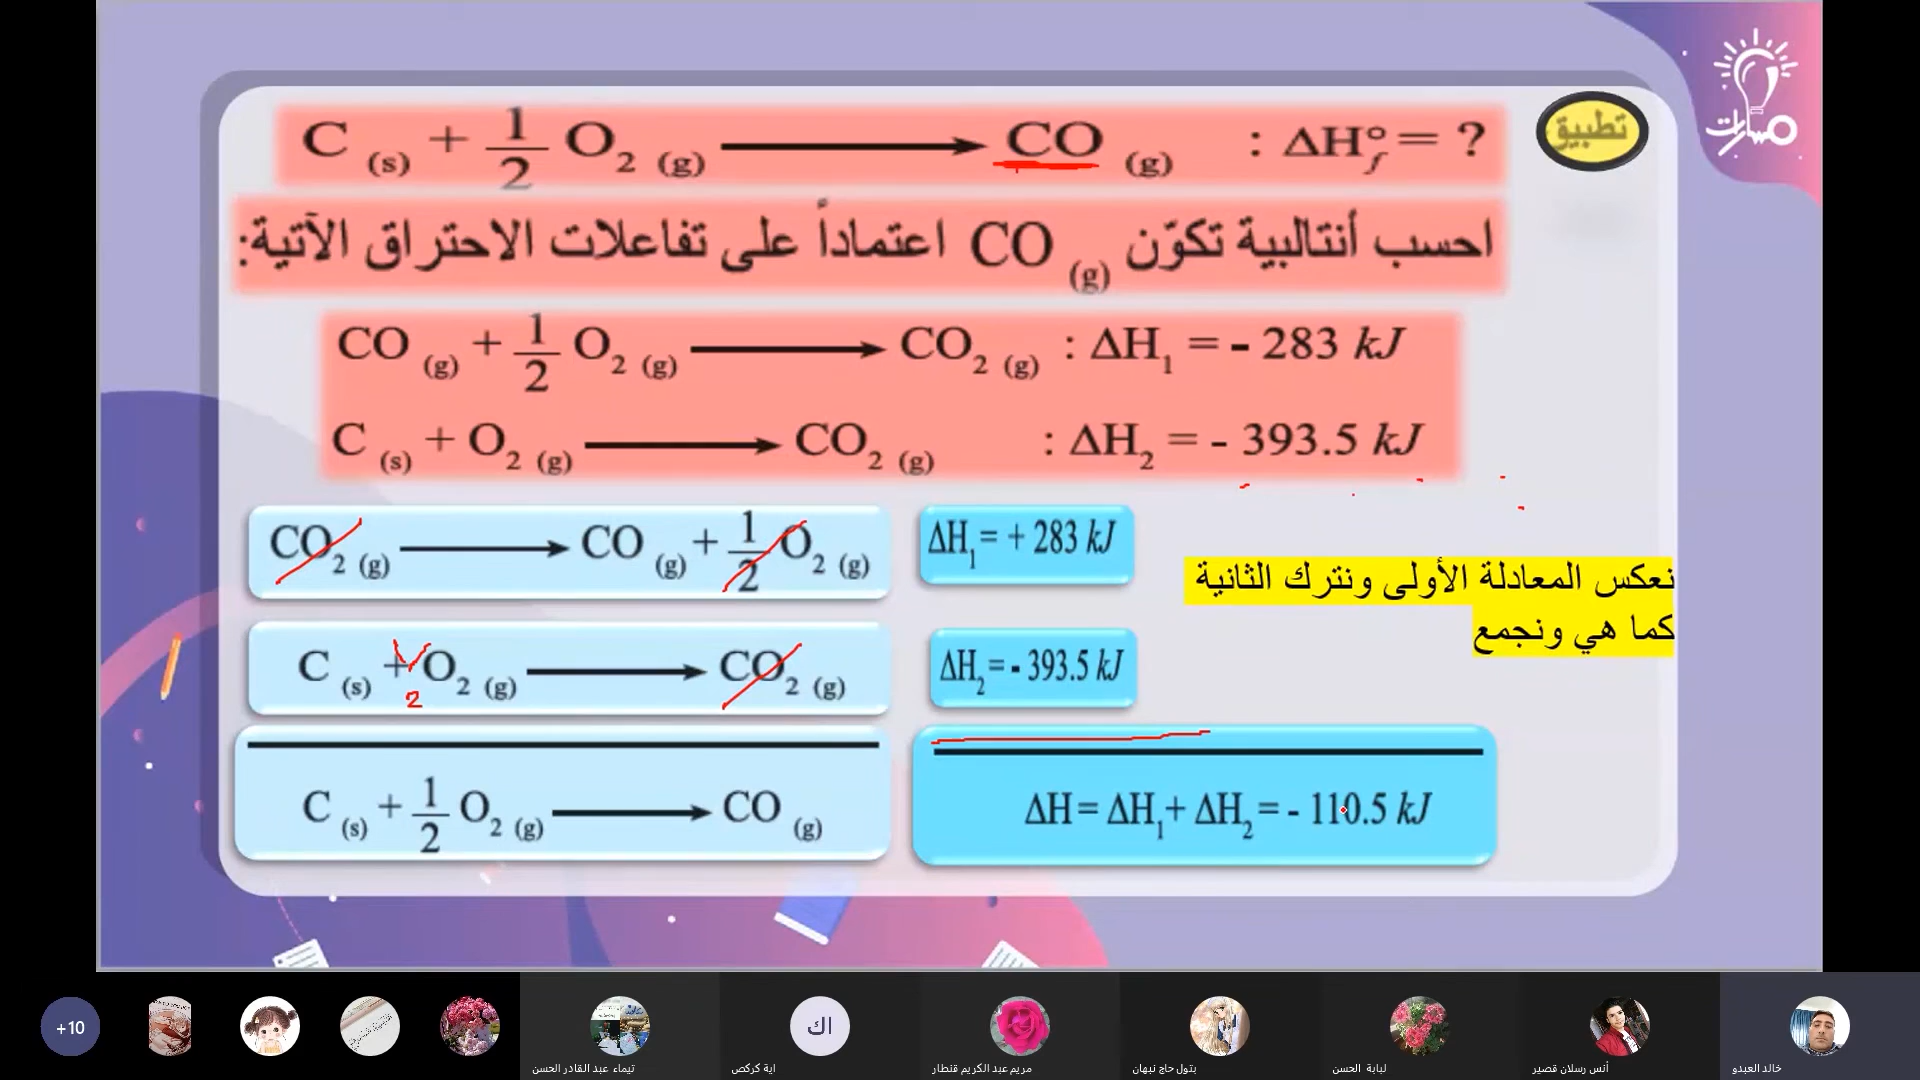 مسارات
تطبيق
C (s) + 1/2 O₂ (g) ⟶ CO (g) : ΔH°f = ?
احسب أنتالبية تكوّن CO (g) اعتماداً على تفاعلات الاحتراق الآتية:
CO (g) + 1/2 O₂ (g) ⟶ CO₂ (g) : ΔH₁ = - 283 kJ
C (s) + O₂ (g) ⟶ CO₂ (g) : ΔH₂ = - 393.5 kJ
CO₂ (g) ⟶ CO (g) + 1/2 O₂ (g) ΔH₁ = + 283 kJ
نعكس المعادلة الأولى ونترك الثانية
كما هي ونجمع
C (s) + O₂ (g) ⟶ CO₂ (g) ΔH₂ = - 393.5 kJ
2
C (s) + 1/2 O₂ (g) ⟶ CO (g) ΔH = ΔH₁ + ΔH₂ = - 110.5 kJ
+10
اك
تيماء عبد القادر الحسن
اية كركص
مريم عبد الكريم قنطار
بتول حاج نبهان
لبابة الحسن
أنس رسلان قصير
خالد العبدو